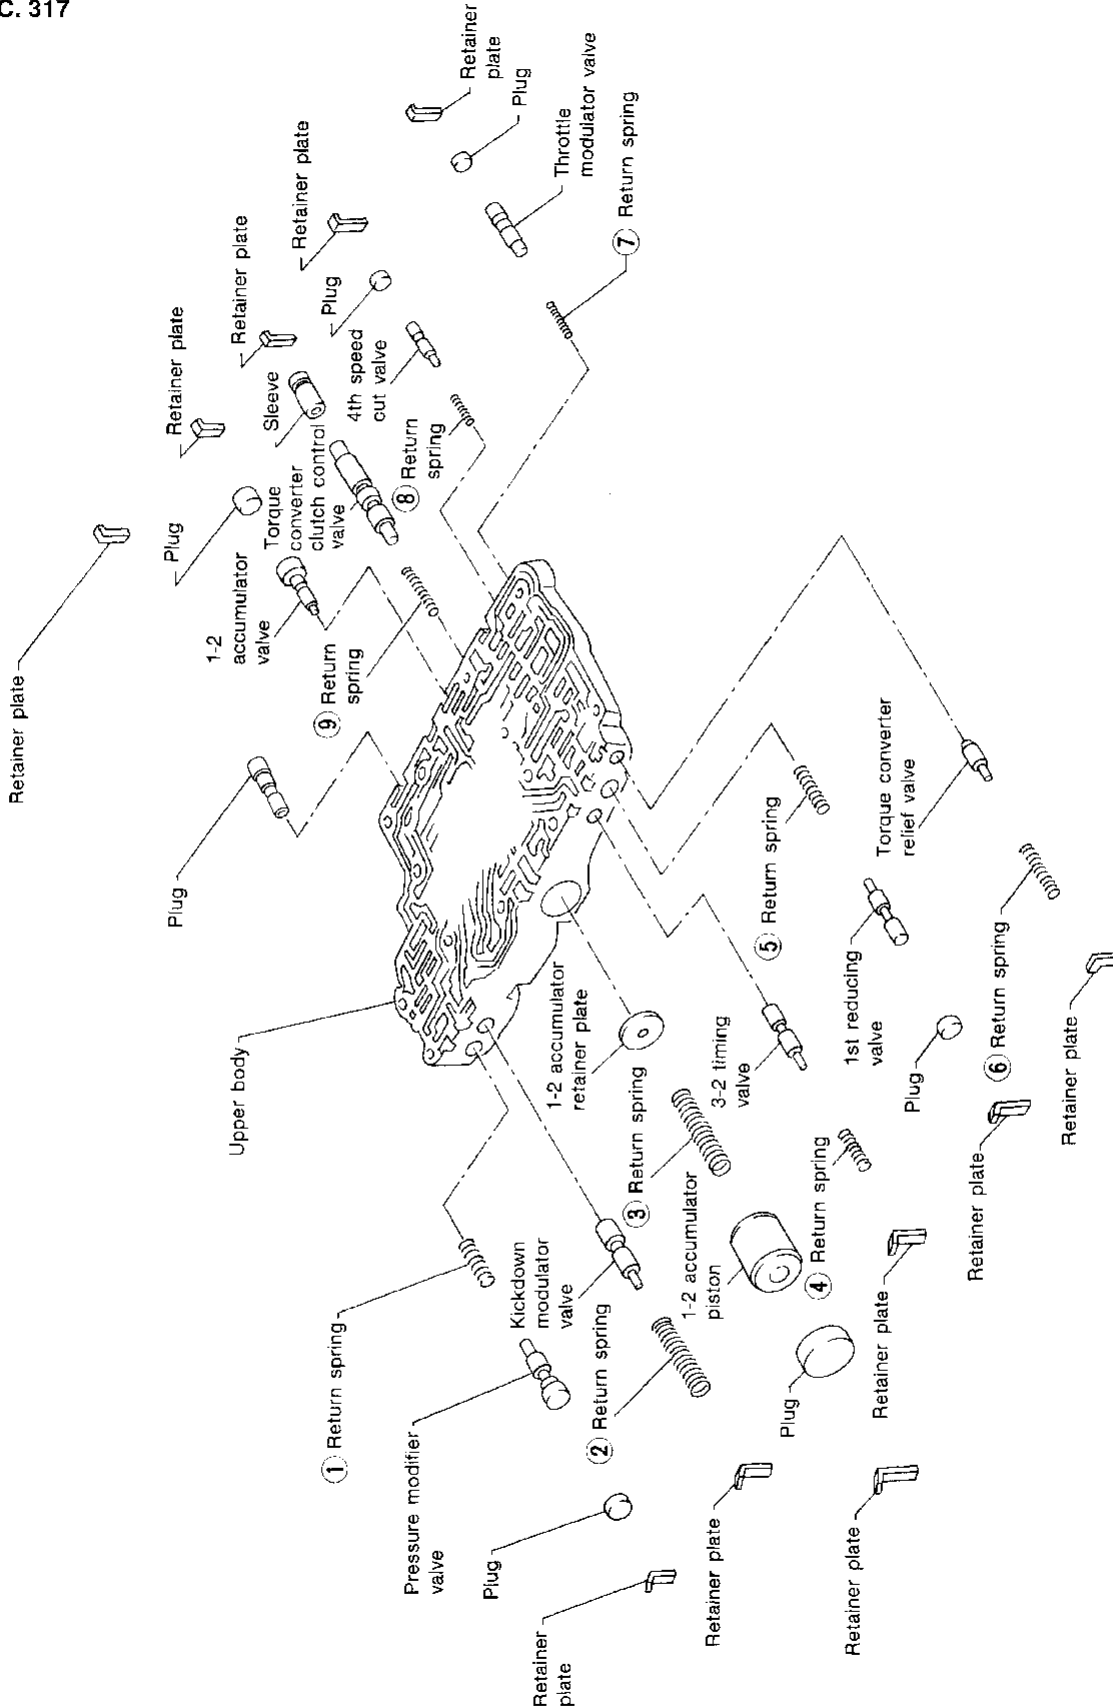 C. 317
Retainer
plate
Plug
Throttle
modulator valve
7 Return spring
Retainer plate
Plug
4th speed
cut valve
8 Return
spring
Retainer plate
Sleeve
Torque
converter
clutch control
valve
Retainer plate
Plug
1-2
accumulator
valve
9 Return
spring
Retainer plate
Plug
Upper body
1 Return spring
Pressure modifier
valve
Plug
Retainer
plate
Kickdown
modulator
valve
2 Return spring
Retainer plate
1-2 accumulator
retainer plate
3 Return spring
1-2 accumulator
piston
Plug
Retainer plate
3-2 timing
valve
4 Return spring
Retainer plate
5 Return spring
1st reducing
valve
Plug
Retainer plate
Torque converter
relief valve
6 Return spring
Retainer plate